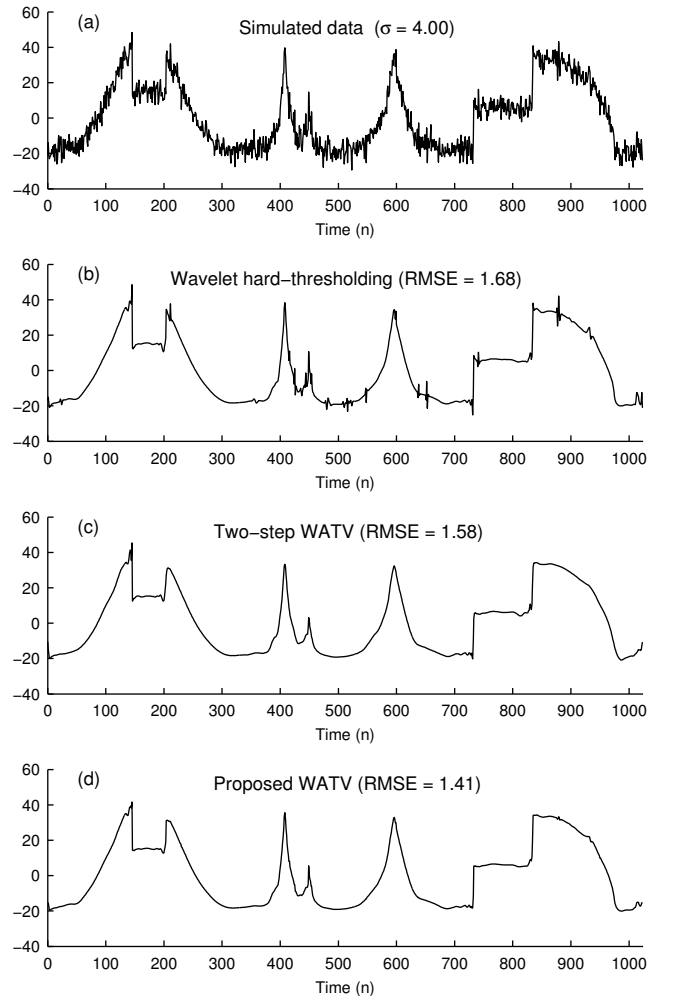 (a)
Simulated data (σ = 4.00)
60
40
20
0
−20
−40
0 100 200 300 400 500 600 700 800 900 1000
Time (n)
(b)
Wavelet hard−thresholding (RMSE = 1.68)
60
40
20
0
−20
−40
0 100 200 300 400 500 600 700 800 900 1000
Time (n)
(c)
Two−step WATV (RMSE = 1.58)
60
40
20
0
−20
−40
0 100 200 300 400 500 600 700 800 900 1000
Time (n)
(d)
Proposed WATV (RMSE = 1.41)
60
40
20
0
−20
−40
0 100 200 300 400 500 600 700 800 900 1000
Time (n)